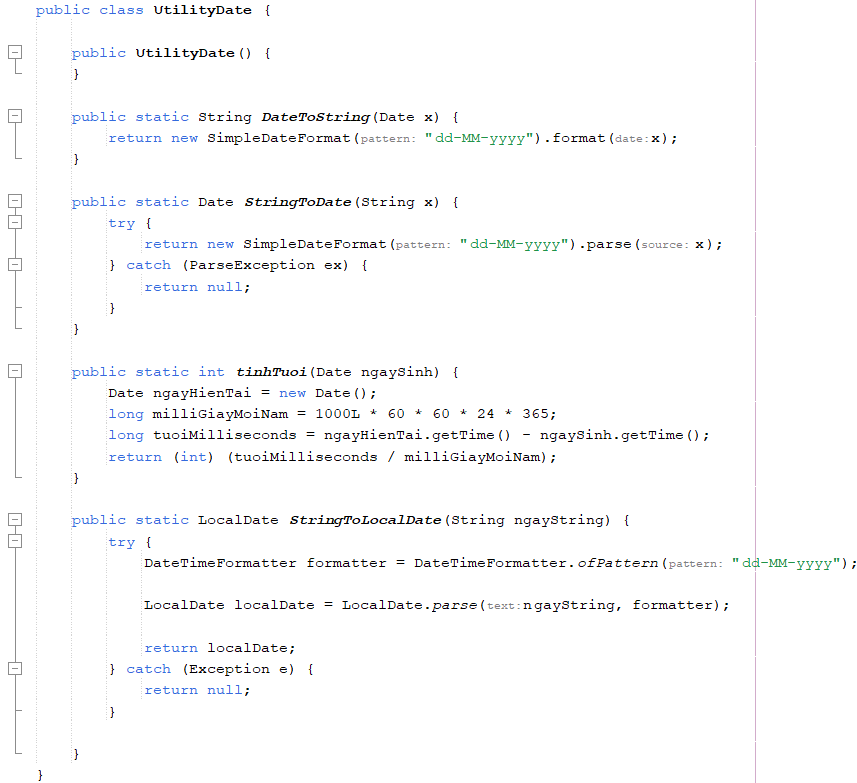 public class UtilityDate {
public UtilityDate() {
}
public static String DateToString(Date x) {
return new SimpleDateFormat(pattern: "dd-MM-yyyy").format(date:x);
}
public static Date StringToDate(String x) {
try {
return new SimpleDateFormat(pattern: "dd-MM-yyyy").parse(source: x);
} catch (ParseException ex) {
return null;
}
}
public static int tinhTuoi(Date ngaySinh) {
Date ngayHienTai = new Date();
long milliGiayMoiNam = 1000L * 60 * 60 * 24 * 365;
long tuoiMilliseconds = ngayHienTai.getTime() - ngaySinh.getTime();
return (int) (tuoiMilliseconds / milliGiayMoiNam);
}
public static LocalDate StringToLocalDate(String ngayString) {
try {
DateTimeFormatter formatter = DateTimeFormatter.ofPattern(pattern: "dd-MM-yyyy");
LocalDate localDate = LocalDate.parse(text:ngayString, formatter);
return localDate;
} catch (Exception e) {
return null;
}
}
}